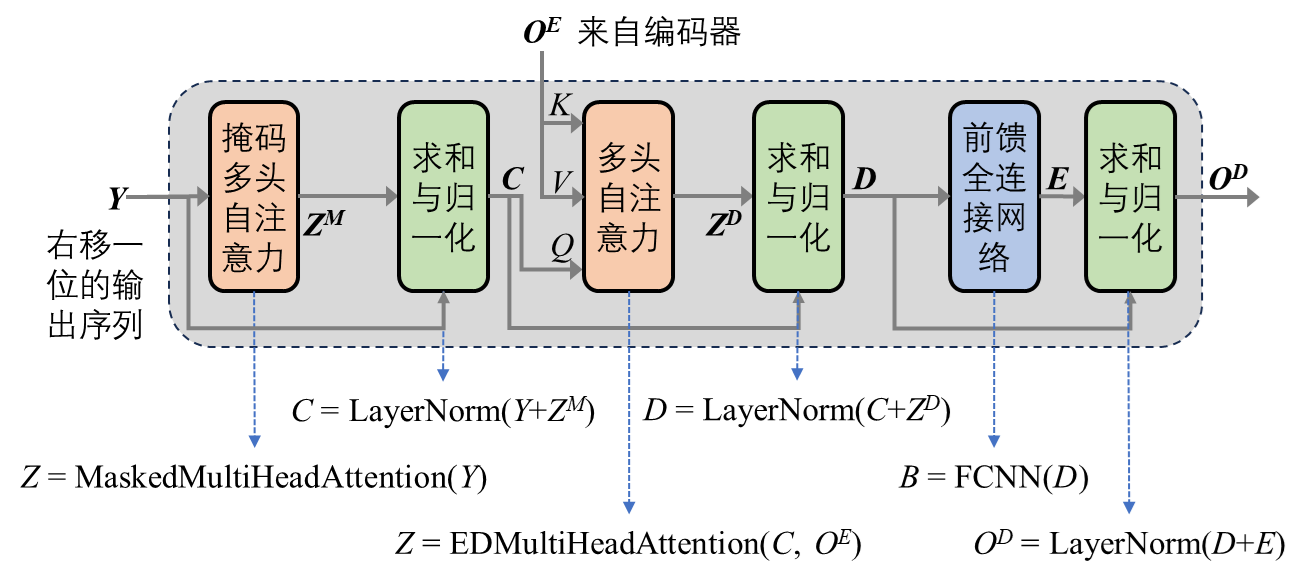 O^E 来自编码器
Y
右移一
位的输
出序列
掩码
多头
自注
意力
Z^M
求和
与归
一化
C
K
V
Q
多头
自注
意力
Z^D
求和
与归
一化
D
前馈
全连
接网
络
E
求和
与归
一化
O^D
C = LayerNorm(Y+Z^M)
D = LayerNorm(C+Z^D)
Z = MaskedMultiHeadAttention(Y)
B = FCNN(D)
Z = EDMultiHeadAttention(C, O^E)
O^D = LayerNorm(D+E)